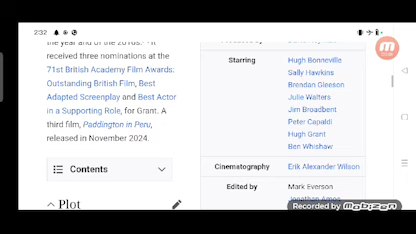 2:32
the year and of the 2010s.
received three nominations at the
71st British Academy Film Awards:
Outstanding British Film, Best
Adapted Screenplay and Best Actor
in a Supporting Role, for Grant. A
third film, Paddington in Peru,
released in November 2024.
Contents
Plot
Starring
Hugh Bonneville
Sally Hawkins
Brendan Gleeson
Julie Walters
Jim Broadbent
Peter Capaldi
Hugh Grant
Ben Whishaw
Cinematography
Erik Alexander Wilson
Edited by
Mark Everson
Jonathan Amos
Recorded by
MOBIZEN